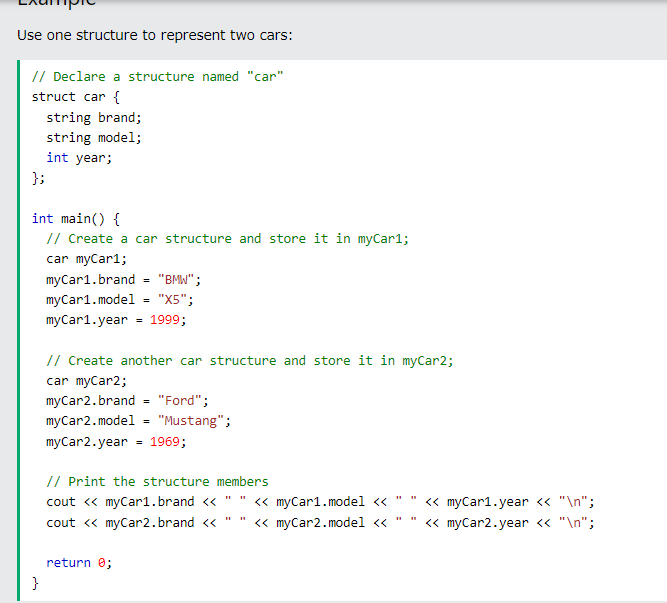 Example
Use one structure to represent two cars:
// Declare a structure named "car"
struct car {
  string brand;
  string model;
  int year;
};

int main() {
  // Create a car structure and store it in myCar1;
  car myCar1;
  myCar1.brand = "BMW";
  myCar1.model = "X5";
  myCar1.year = 1999;

  // Create another car structure and store it in myCar2;
  car myCar2;
  myCar2.brand = "Ford";
  myCar2.model = "Mustang";
  myCar2.year = 1969;

  // Print the structure members
  cout << myCar1.brand << " " << myCar1.model << " " << myCar1.year << "\n";
  cout << myCar2.brand << " " << myCar2.model << " " << myCar2.year << "\n";

  return 0;
}